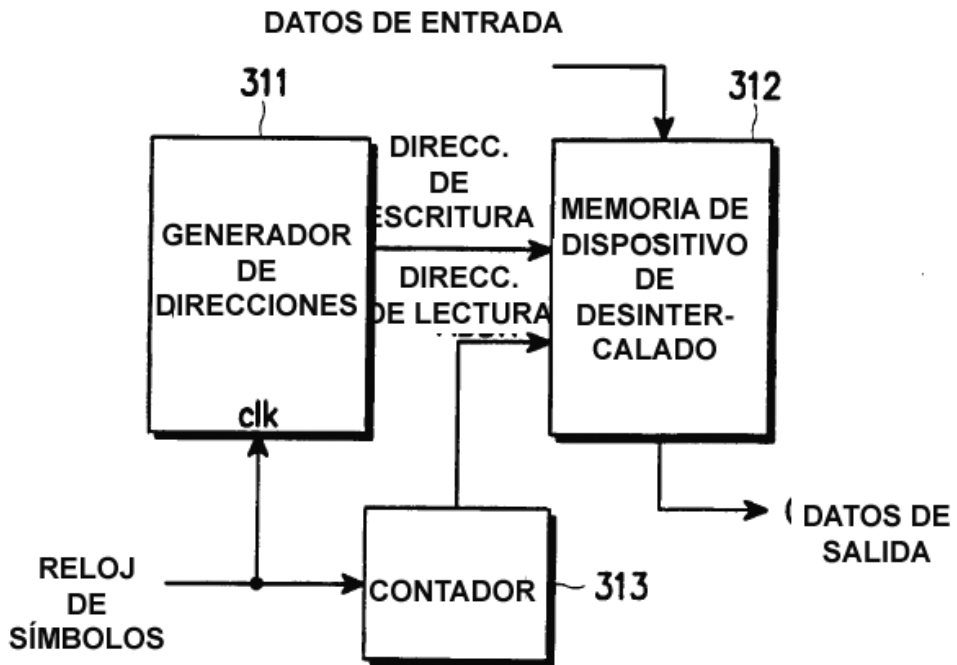 DATOS DE ENTRADA
311
312
DIRECC.
DE
ESCRITURA
GENERADOR
DE
DIRECCIONES
clk
DIRECC.
DE LECTURA
MEMORIA DE
DISPOSITIVO
DE
DESINTER-
CALADO
RELOJ
DE
SÍMBOLOS
CONTADOR
313
DATOS DE
SALIDA